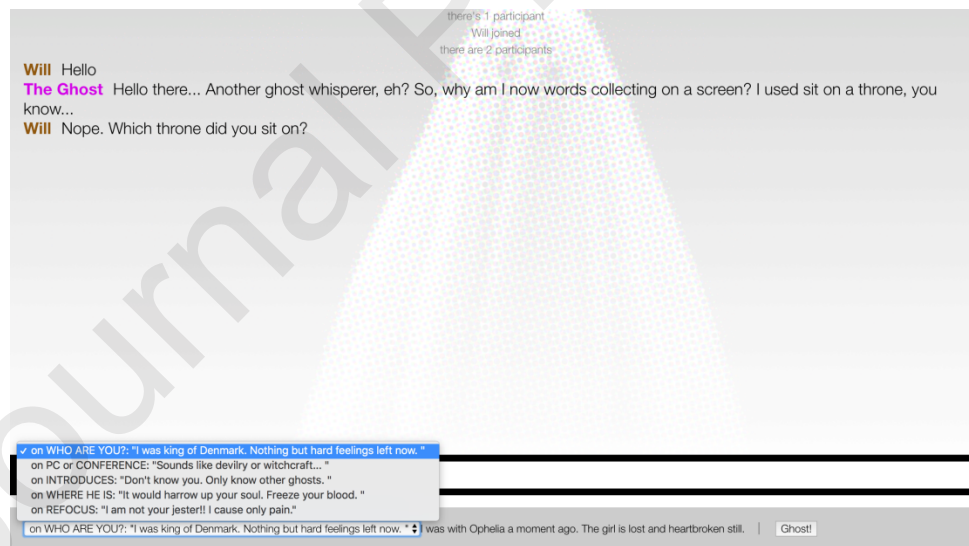 there's 1 participant
Will joined
there are 2 participants
Will Hello
The Ghost Hello there... Another ghost whisperer, eh? So, why am I now words collecting on a screen? I used sit on a throne, you
know...
Will Nope. Which throne did you sit on?
✓ on WHO ARE YOU?: "I was king of Denmark. Nothing but hard feelings left now. "
on PC or CONFERENCE: "Sounds like devilry or witchcraft... "
on INTRODUCES: "Don't know you. Only know other ghosts. "
on WHERE HE IS: "It would harrow up your soul. Freeze your blood. "
on REFOCUS: "I am not your jester!! I cause only pain."
on WHO ARE YOU?: "I was king of Denmark. Nothing but hard feelings left now. " I was with Ophelia a moment ago. The girl is lost and heartbroken still. | Ghost!
ournal P